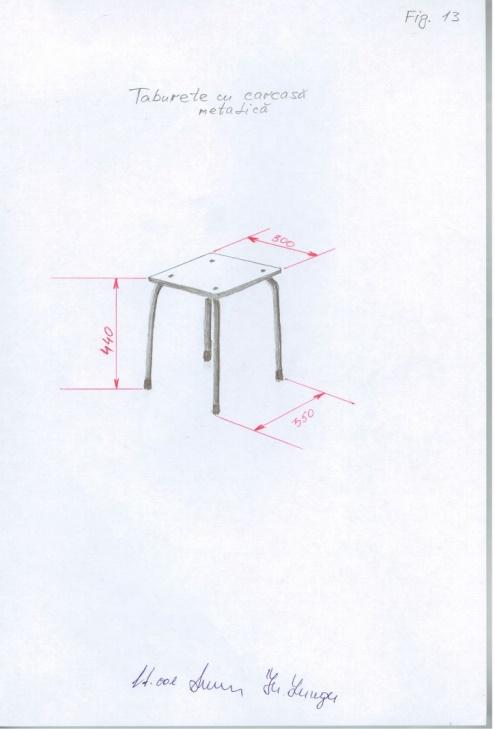 Fig. 13
Taburete cu carcasă
metalică
300
440
350